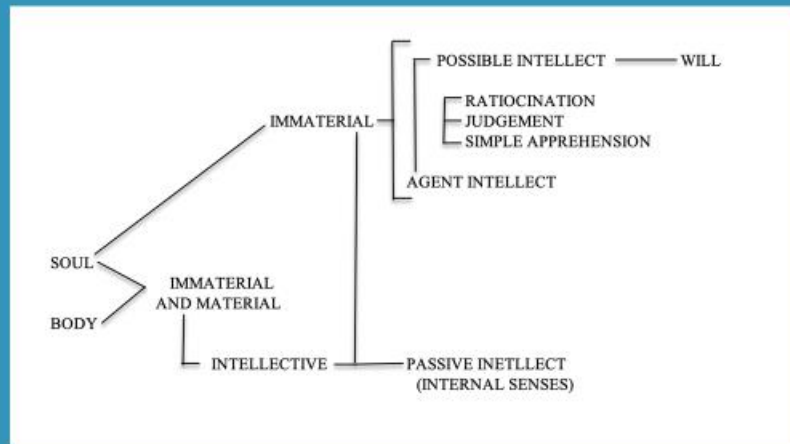 POSSIBLE INTELLECT
WILL
RATIOCINATION
IMMATERIAL
JUDGEMENT
SIMPLE APPREHENSION
AGENT INTELLECT
SOUL
IMMATERIAL
AND MATERIAL
BODY
INTELLECTIVE
PASSIVE INETLLECT
(INTERNAL SENSES)